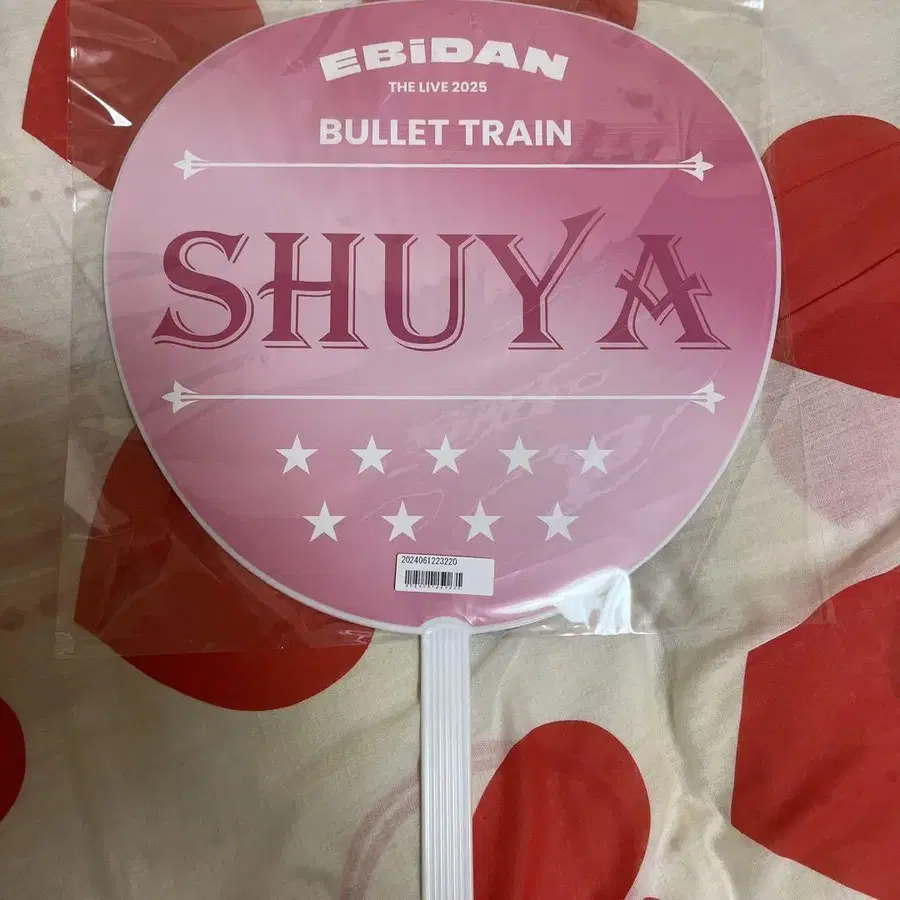 EBiDAN
THE LIVE 2025
BULLET TRAIN
SHUYA
2024061223220